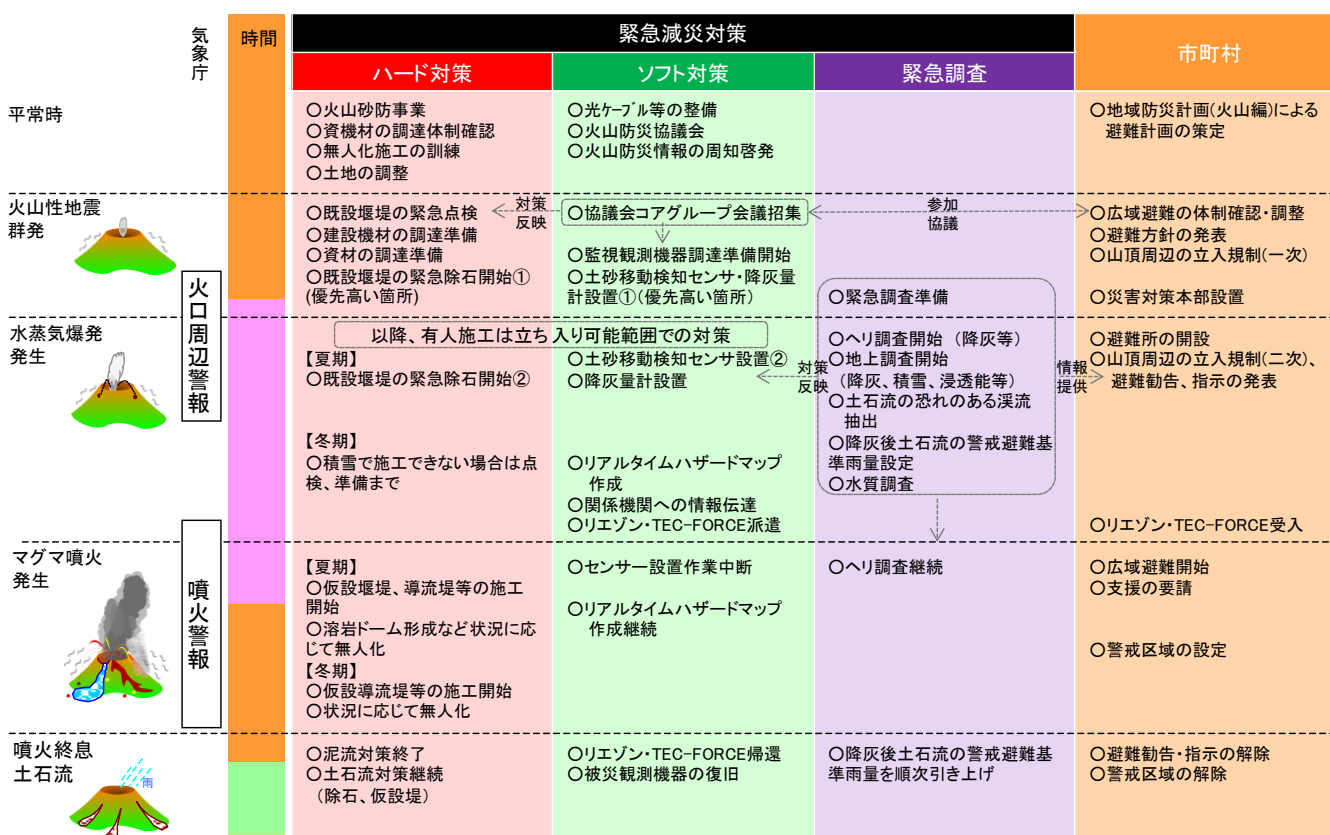 気象庁
時間
緊急減災対策
市町村
ハード対策
ソフト対策
緊急調査
平常時
○火山砂防事業
○資機材の調達体制確認
○無人化施工の訓練
○土地の調整
○光ケーブル等の整備
○火山防災協議会
○火山防災情報の周知啓発
○地域防災計画(火山編)による
避難計画の策定
火山性地震
群発
○既設堰堤の緊急点検
○建設機材の調達準備
○資材の調達準備
○既設堰堤の緊急除石開始①
(優先高い箇所)
対策
反映
○協議会コアグループ会議招集
○監視観測機器調達準備開始
○土砂移動検知センサ・降灰量
計設置①(優先高い箇所)
参加
協議
○緊急調査準備
○広域避難の体制確認・調整
○避難方針の発表
○山頂周辺の立入規制(一次)
○災害対策本部設置
火口周辺警報
水蒸気爆発
発生
以降、有人施工は立ち入り可能範囲での対策
【夏期】
○既設堰堤の緊急除石開始②
【冬期】
○積雪で施工できない場合は点
検、準備まで
○土砂移動検知センサ設置②
○降灰量計設置
○リアルタイムハザードマップ
作成
○関係機関への情報伝達
○リエゾン・TEC-FORCE派遣
対策
反映
○ヘリ調査開始 (降灰等)
○地上調査開始
(降灰、積雪、浸透能等)
○土石流の恐れのある渓流
抽出
○降灰後土石流の警戒避難基
準雨量設定
○水質調査
情報
提供
○避難所の開設
○山頂周辺の立入規制(二次)、
避難勧告、指示の発表
○リエゾン・TEC-FORCE受入
噴火警報
マグマ噴火
発生
【夏期】
○仮設堰堤、導流堤等の施工
開始
○溶岩ドーム形成など状況に応
じて無人化
【冬期】
○仮設導流堤等の施工開始
○状況に応じて無人化
○センサー設置作業中断
○リアルタイムハザードマップ
作成継続
○ヘリ調査継続
○広域避難開始
○支援の要請
○警戒区域の設定
噴火終息
土石流
雨
○泥流対策終了
○土石流対策継続
(除石、仮設堤)
○リエゾン・TEC-FORCE帰還
○被災観測機器の復旧
○降灰後土石流の警戒避難基
準雨量を順次引き上げ
○避難勧告・指示の解除
○警戒区域の解除